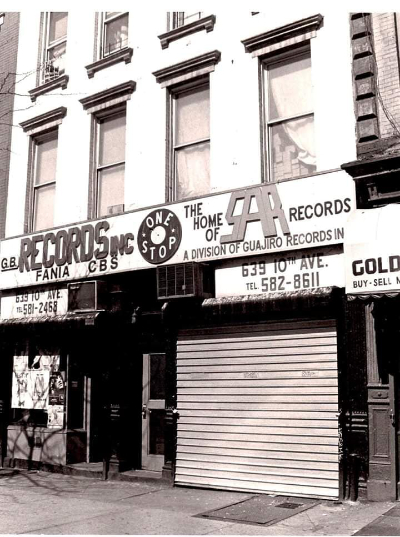 G.B. RECORDS INC
FANIA CBS
ONE STOP
THE HOME OF SAR RECORDS
A DIVISION OF GUAJIRO RECORDS IN
639 10TH AVE.
TEL. 581-2468
639 10TH AVE.
TEL. 582-8611
GOLD
BUY-SELL